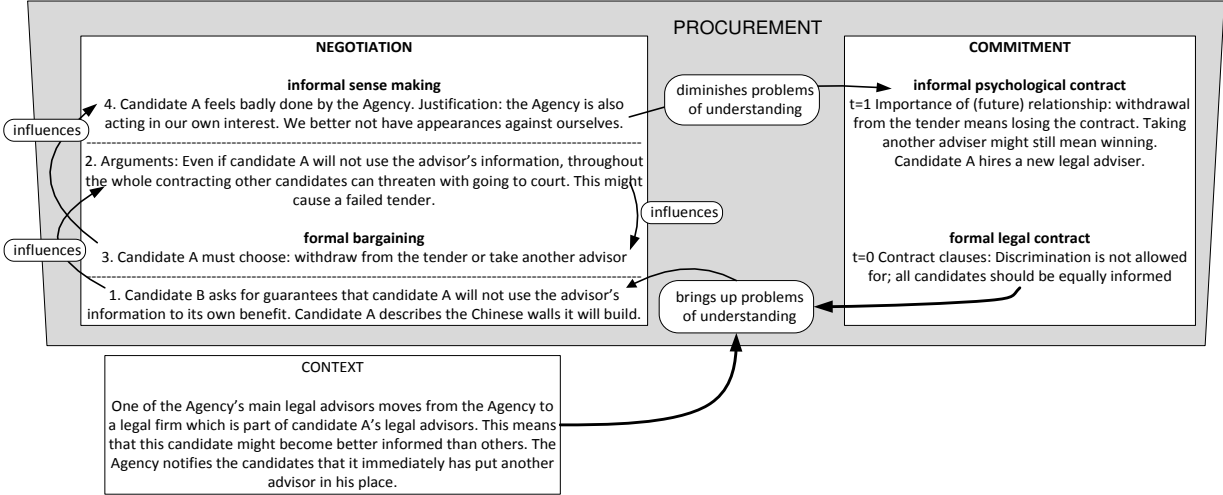 PROCUREMENT
NEGOTIATION
informal sense making
4. Candidate A feels badly done by the Agency. Justification: the Agency is also
acting in our own interest. We better not have appearances against ourselves.
2. Arguments: Even if candidate A will not use the advisor's information, throughout
the whole contracting other candidates can threaten with going to court. This might
cause a failed tender.
formal bargaining
3. Candidate A must choose: withdraw from the tender or take another advisor
1. Candidate B asks for guarantees that candidate A will not use the advisor's
information to its own benefit. Candidate A describes the Chinese walls it will build.
influences
influences
influences
diminishes problems
of understanding
brings up problems
of understanding
COMMITMENT
informal psychological contract
t=1 Importance of (future) relationship: withdrawal
from the tender means losing the contract. Taking
another adviser might still mean winning.
Candidate A hires a new legal adviser.
formal legal contract
t=0 Contract clauses: Discrimination is not allowed
for; all candidates should be equally informed
CONTEXT
One of the Agency's main legal advisors moves from the Agency to
a legal firm which is part of candidate A's legal advisors. This means
that this candidate might become better informed than others. The
Agency notifies the candidates that it immediately has put another
advisor in his place.